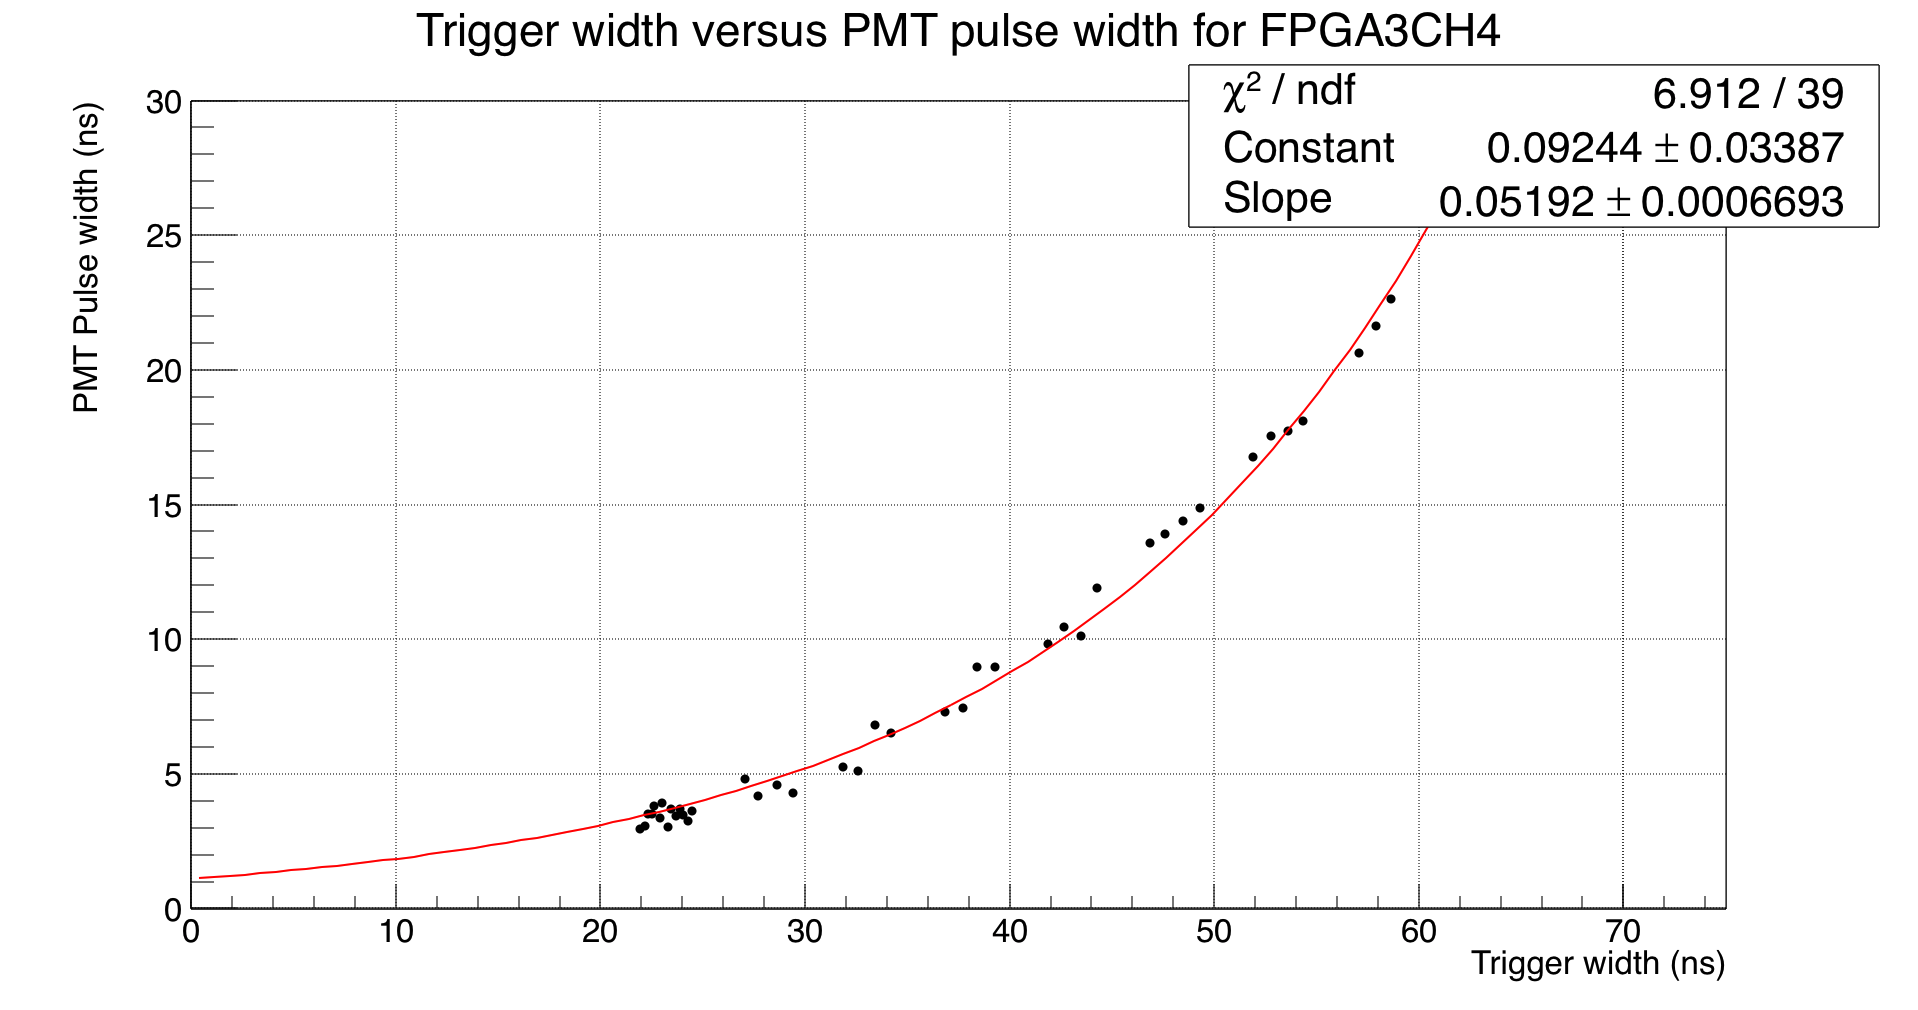 Trigger width versus PMT pulse width for FPGA3CH4
χ² / ndf 6.912 / 39
Constant 0.09244 ± 0.03387
Slope 0.05192 ± 0.0006693
PMT Pulse width (ns)
30
25
20
15
10
5
0
0 10 20 30 40 50 60 70
Trigger width (ns)